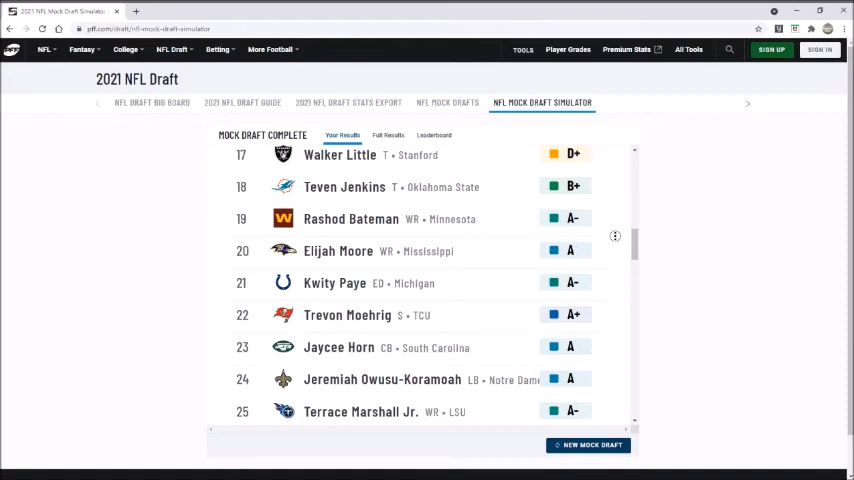 2021 NFL Mock Draft Simulator |
pff.com/draft/nfl-mock-draft-simulator
PFF NFL Fantasy College NFL Draft Betting More Football TOOLS Player Grades Premium Stats All Tools SIGN UP SIGN IN
2021 NFL Draft
NFL DRAFT BIG BOARD 2021 NFL DRAFT GUIDE 2021 NFL DRAFT STATS EXPORT NFL MOCK DRAFTS NFL MOCK DRAFT SIMULATOR
MOCK DRAFT COMPLETE Your Results Full Results Leaderboard
17 Walker Little T • Stanford D+
18 Teven Jenkins T • Oklahoma State B+
19 Rashod Bateman WR • Minnesota A-
20 Elijah Moore WR • Mississippi A
21 Kwity Paye ED • Michigan A-
22 Trevon Moehrig S • TCU A+
23 Jaycee Horn CB • South Carolina A
24 Jeremiah Owusu-Koramoah LB • Notre Dame A
25 Terrace Marshall Jr. WR • LSU A-
NEW MOCK DRAFT